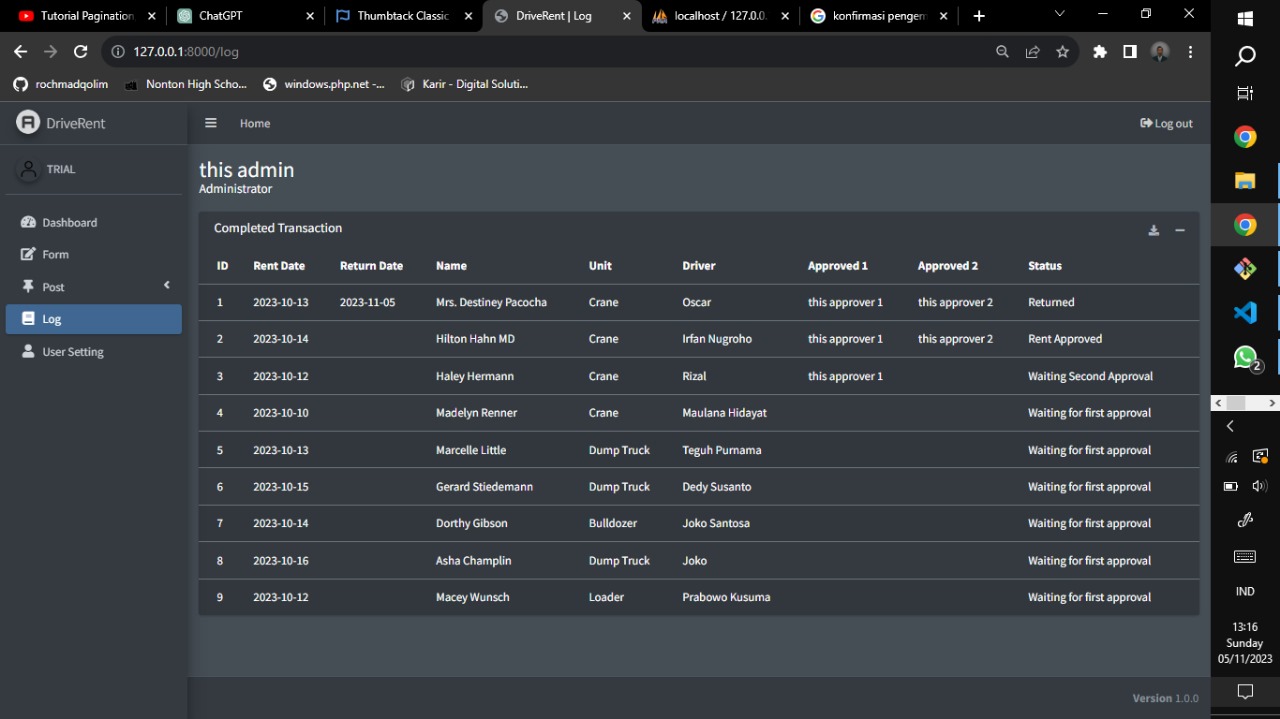 Tutorial Pagination
ChatGPT
Thumbtack Classic
DriveRent | Log
localhost / 127.0.0.
konfirmasi pengem
127.0.0.1:8000/log
rochmadqolim
Nonton High Scho...
windows.php.net -...
Karir - Digital Soluti...
DriveRent
Home
Log out
TRIAL
this admin
Administrator
Dashboard
Form
Post
Log
User Setting
Completed Transaction
ID Rent Date Return Date Name Unit Driver Approved 1 Approved 2 Status
1 2023-10-13 2023-11-05 Mrs. Destiney Pacocha Crane Oscar this approver 1 this approver 2 Returned
2 2023-10-14 Hilton Hahn MD Crane Irfan Nugroho this approver 1 this approver 2 Rent Approved
3 2023-10-12 Haley Hermann Crane Rizal this approver 1 Waiting Second Approval
4 2023-10-10 Madelyn Renner Crane Maulana Hidayat Waiting for first approval
5 2023-10-13 Marcelle Little Dump Truck Teguh Purnama Waiting for first approval
6 2023-10-15 Gerard Stiedemann Dump Truck Dedy Susanto Waiting for first approval
7 2023-10-14 Dorthy Gibson Bulldozer Joko Santosa Waiting for first approval
8 2023-10-16 Asha Champlin Dump Truck Joko Waiting for first approval
9 2023-10-12 Macey Wunsch Loader Prabowo Kusuma Waiting for first approval
Version 1.0.0
2
IND
13:16
Sunday
05/11/2023